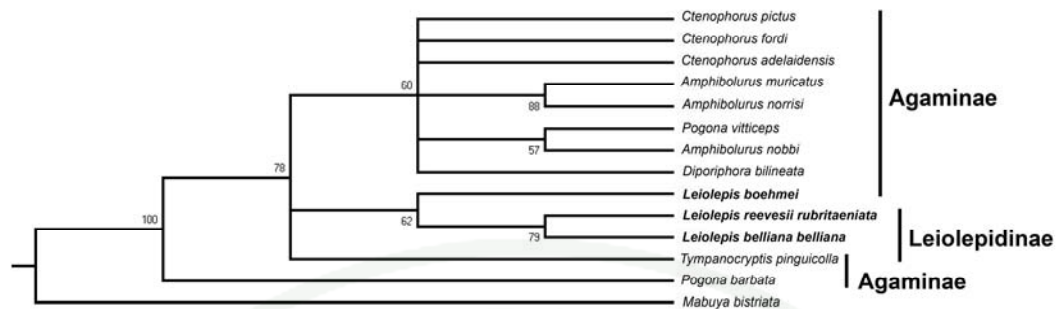 Ctenophorus pictus
Ctenophorus fordi
60
Ctenophorus adelaidensis
Amphibolurus muricatus
88
Amphibolurus norrisi
Agaminae
Pogona vitticeps
57
Amphibolurus nobbi
78
Diporiphora bilineata
Leiolepis boehmei
100
62
Leiolepis reevesii rubritaeniata
79
Leiolepis belliana belliana
Leiolepidinae
Tympanocryptis pinguicolla
Pogona barbata
Agaminae
Mabuya bistriata